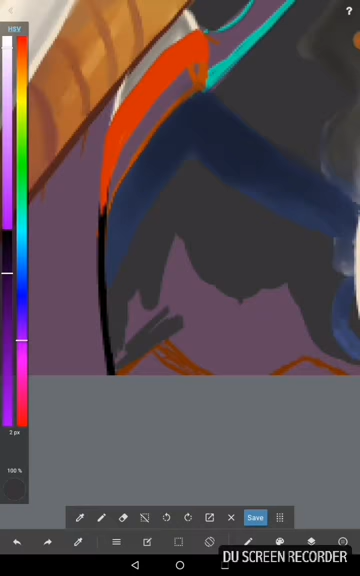 ?
HSV
2 px
100 %
Save
DU SCREEN RECORDER